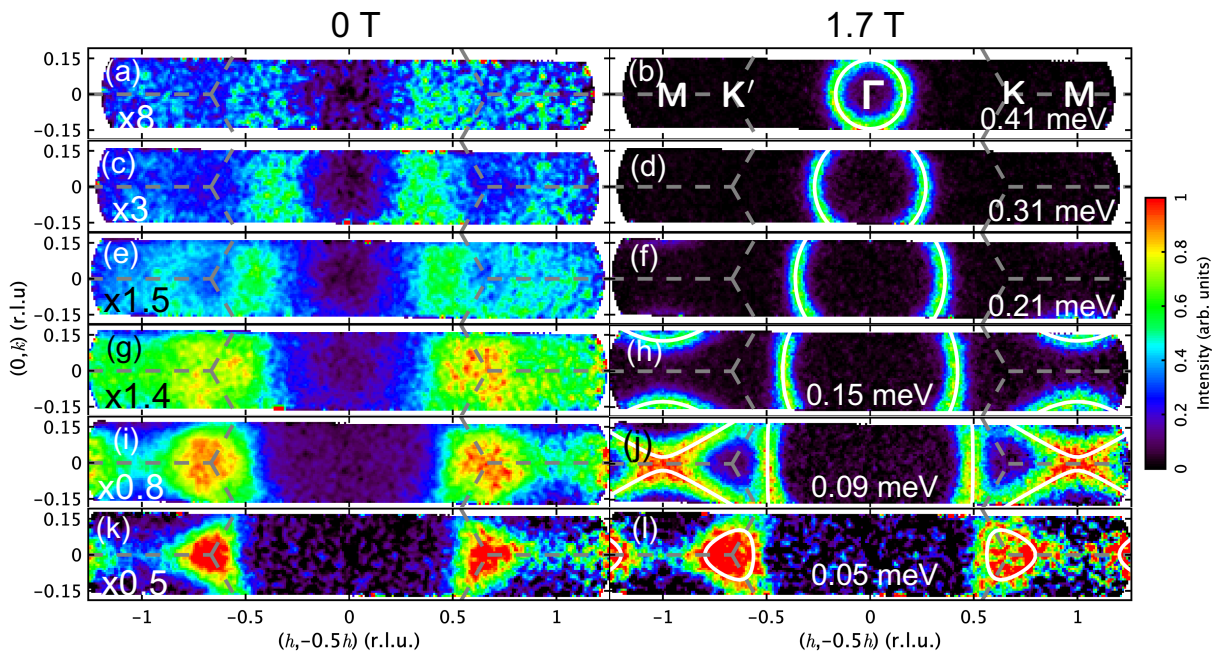 0 T 1.7 T
0.15 (a) (b) M K′ Γ K M
0
−0.15 x8 0.41 meV
0.15 (c) (d)
0
−0.15 x3 0.31 meV
0.15 (e) (f)
0
−0.15 x1.5 0.21 meV
0.15 (g) (h)
0
−0.15 x1.4 0.15 meV
0.15 (i) (j)
0
−0.15 x0.8 0.09 meV
0.15 (k) (l)
0
−0.15 x0.5 0.05 meV
−1 −0.5 0 0.5 1 −1 −0.5 0 0.5 1
(h,−0.5h) (r.l.u.) (h,−0.5h) (r.l.u.)
(0,k) (r.l.u)
1
0.8
0.6
0.4
0.2
0
Intensity (arb. units)